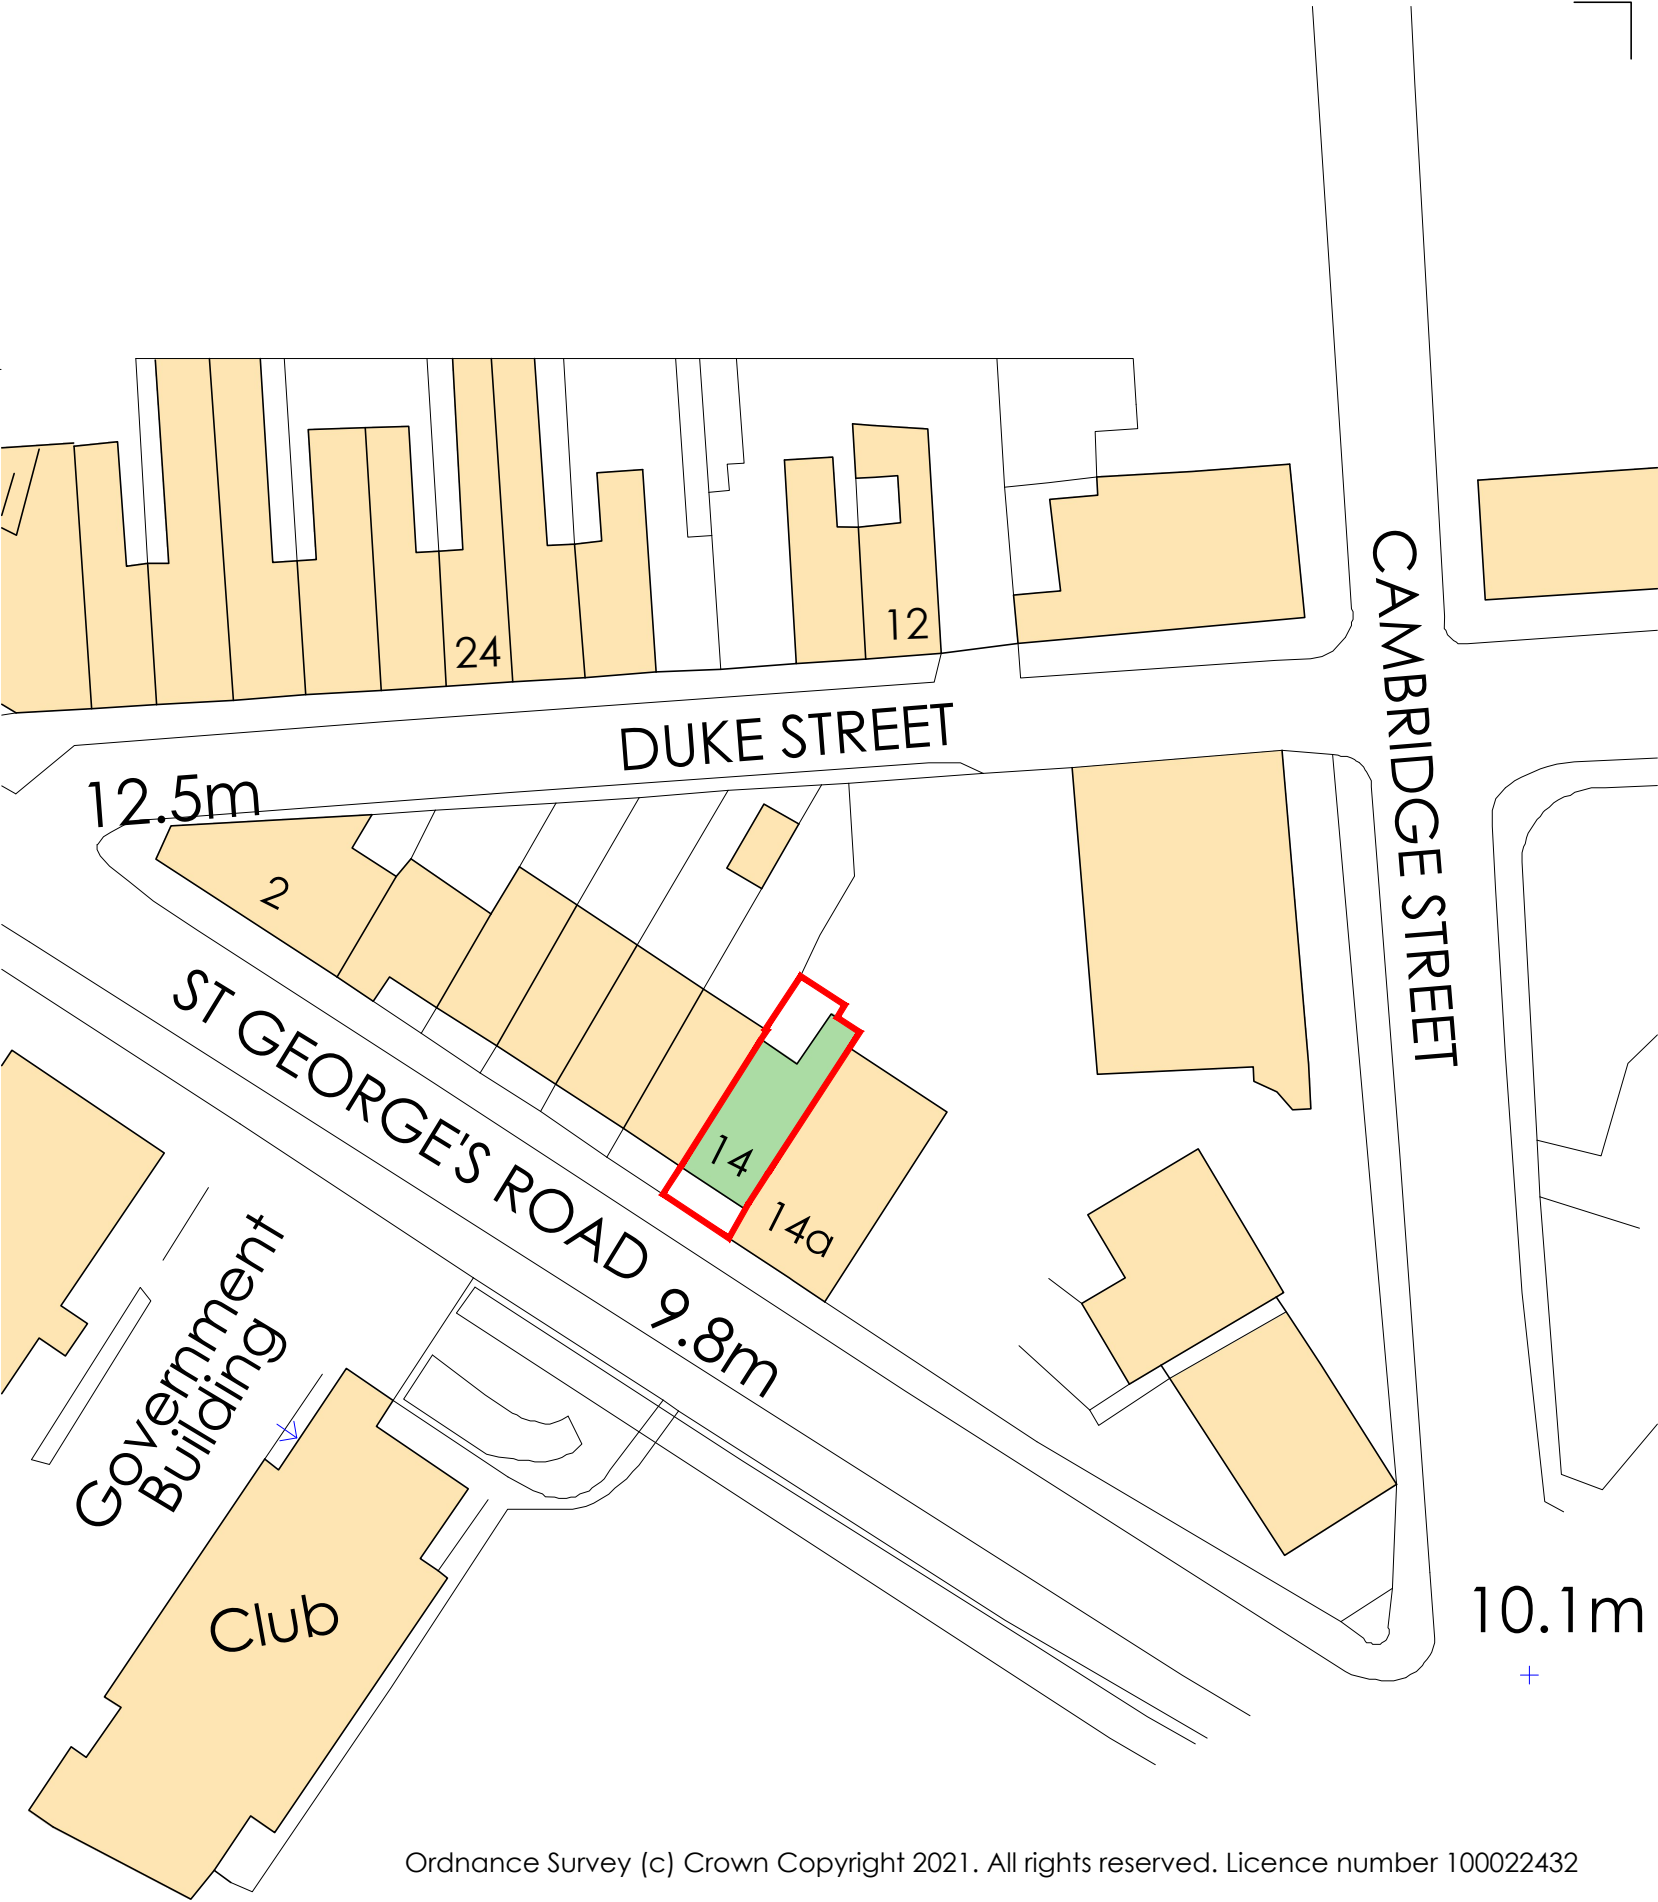 24
12
CAMBRIDGE STREET
DUKE STREET
12.5m
2
ST GEORGE'S ROAD
14
14a
9.8m
Government
Building
Club
10.1m
Ordnance Survey (c) Crown Copyright 2021. All rights reserved. Licence number 100022432